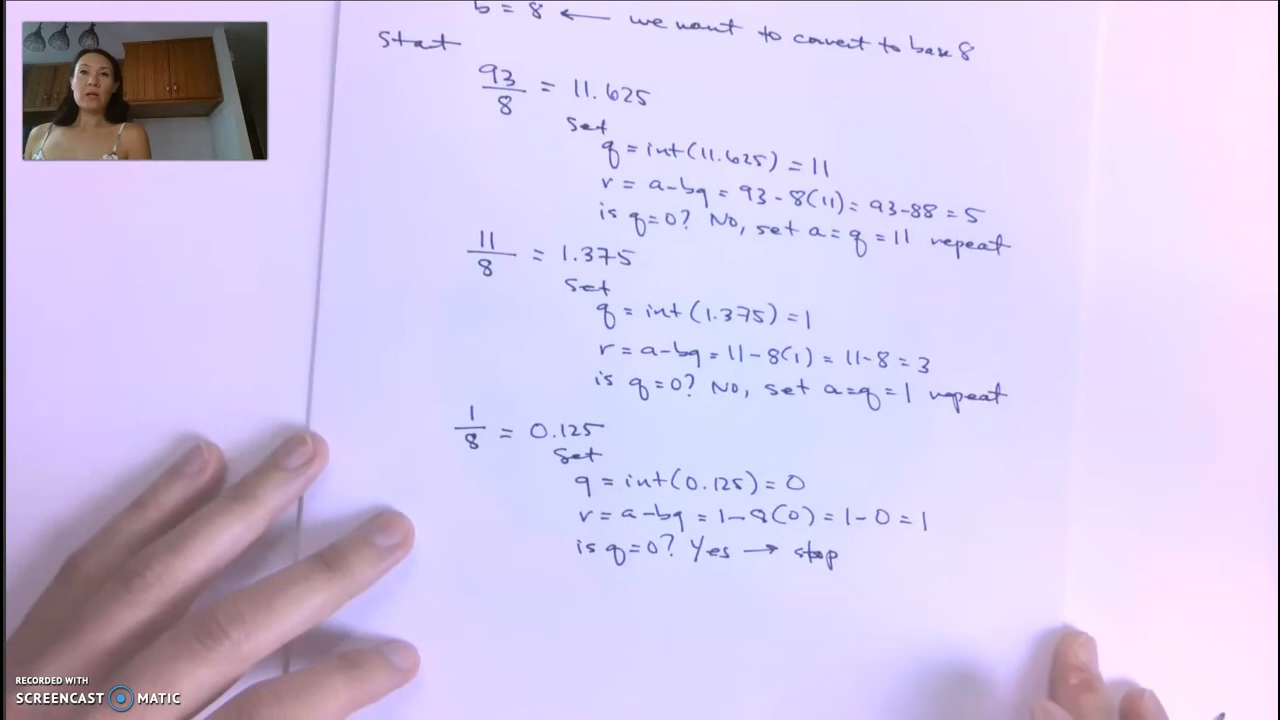 b = 8 ← we want to convert to base 8
Start
93/8 = 11.625
Set
q = int(11.625) = 11
r = a-bq = 93-8(11) = 93-88 = 5
is q=0? No, set a=q=11 repeat
11/8 = 1.375
Set
q = int(1.375) = 1
r = a-bq = 11-8(1) = 11-8 = 3
is q=0? No, set a=q=1 repeat
1/8 = 0.125
Set
q = int(0.125) = 0
r = a-bq = 1-8(0) = 1-0 = 1
is q=0? Yes → stop
RECORDED WITH
SCREENCAST MATIC